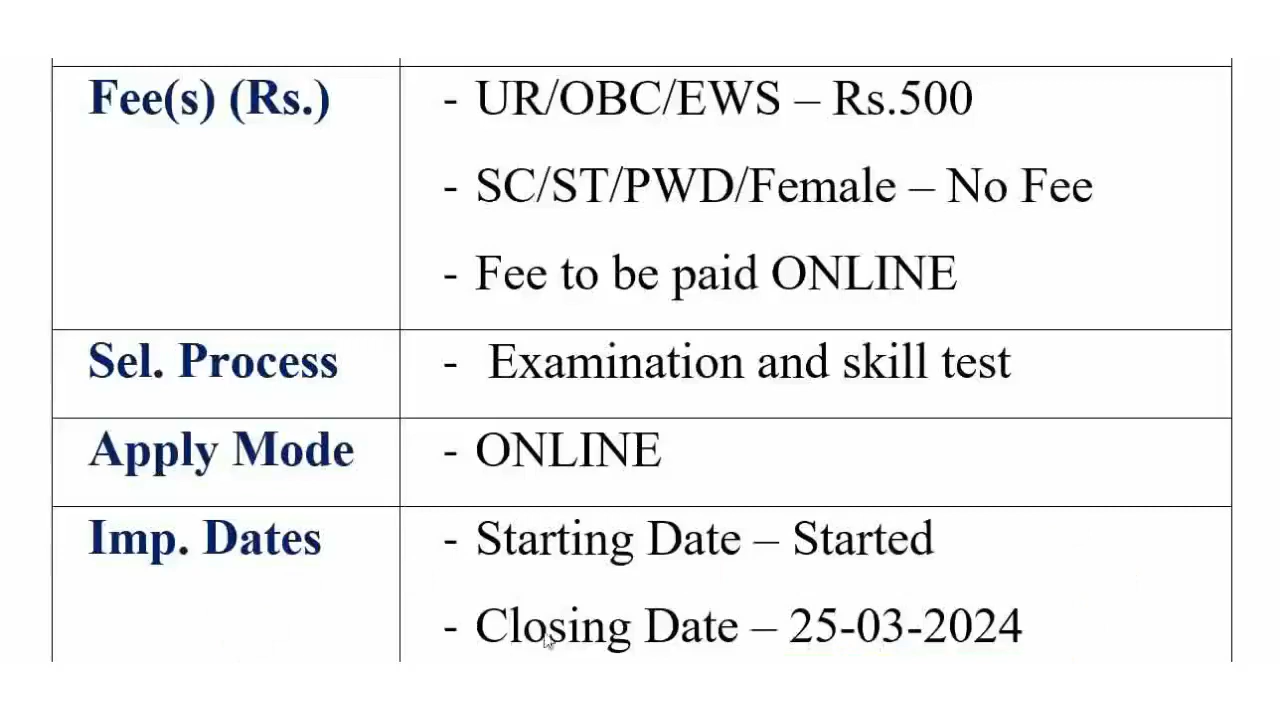 Fee(s) (Rs.)
- UR/OBC/EWS – Rs.500
- SC/ST/PWD/Female – No Fee
- Fee to be paid ONLINE
Sel. Process
- Examination and skill test
Apply Mode
- ONLINE
Imp. Dates
- Starting Date – Started
- Closing Date – 25-03-2024